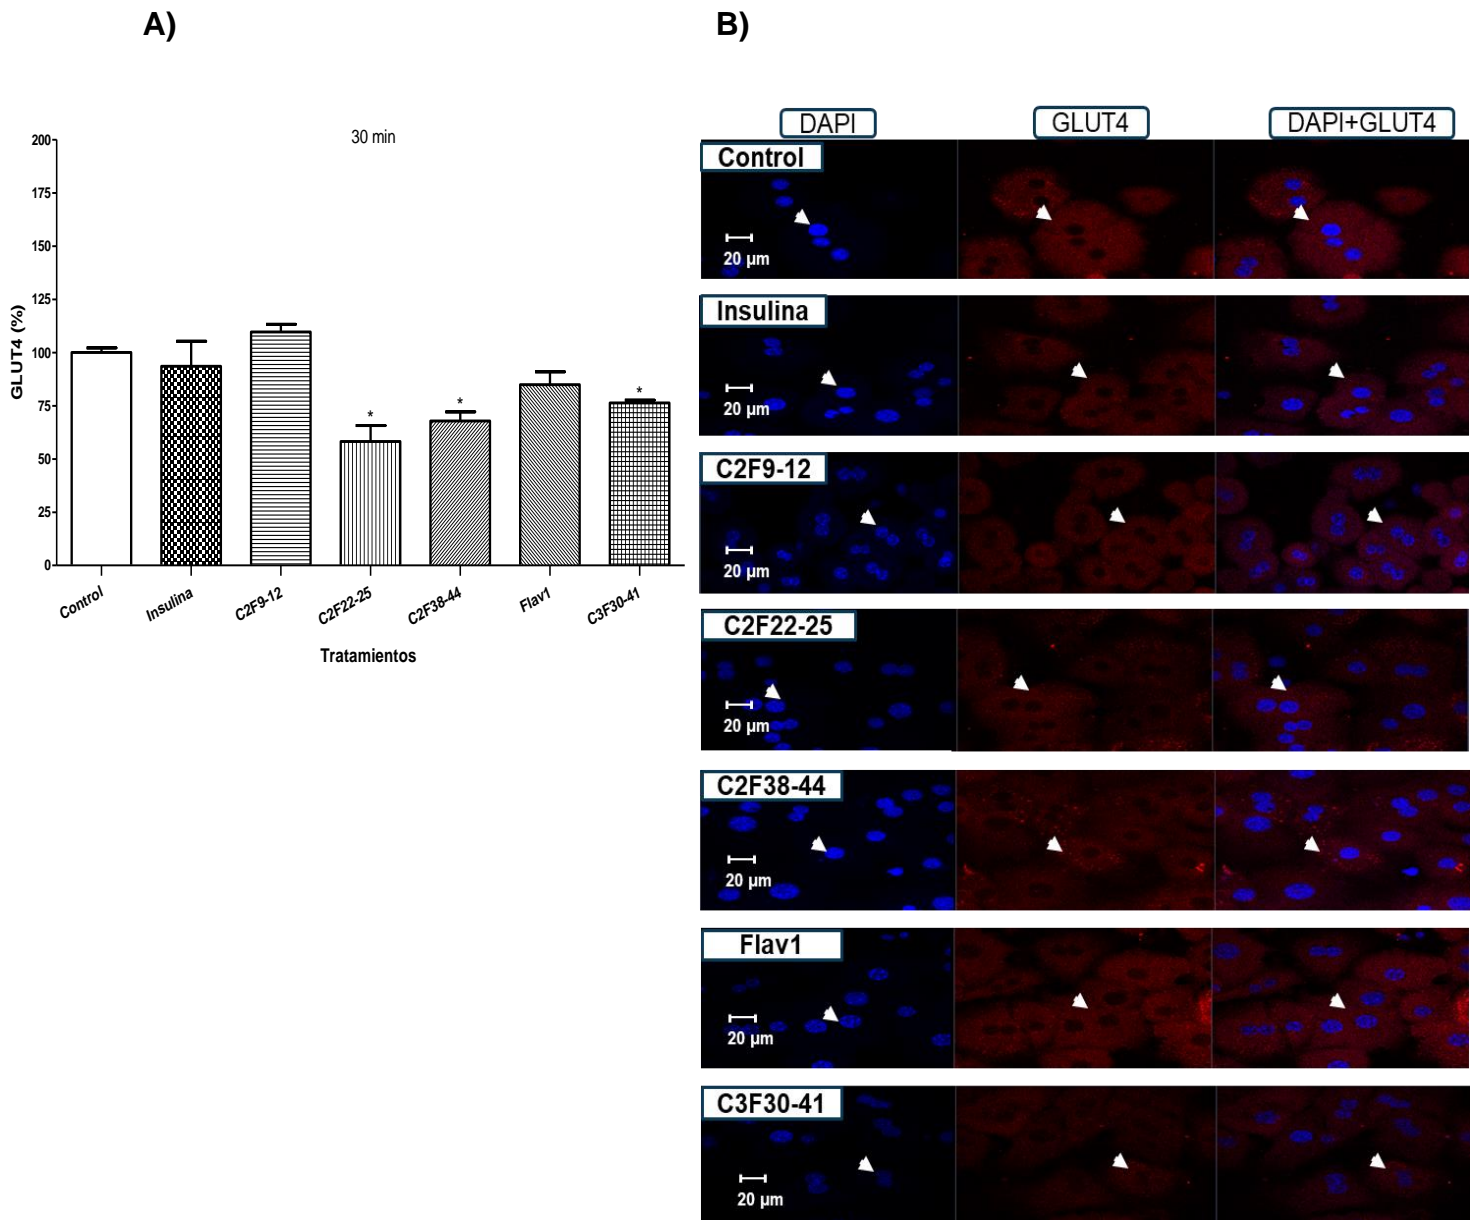 A)
B)
30 min
GLUT4 (%)
200
175
150
125
100
75
50
25
0
*
*
*
Control
Insulina
C2F9-12
C2F22-25
C2F38-44
Flav1
C3F30-41
Tratamientos
DAPI
GLUT4
DAPI+GLUT4
Control
20 µm
Insulina
20 µm
C2F9-12
20 µm
C2F22-25
20 µm
C2F38-44
20 µm
Flav1
20 µm
C3F30-41
20 µm